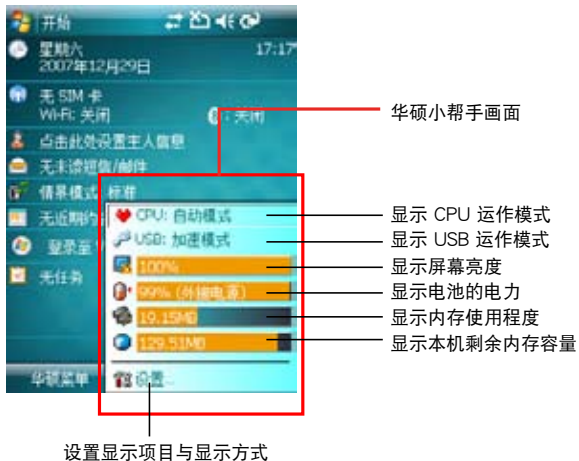 开始
星期六
17:17
2007年12月29日
无 SIM 卡
Wi-Fi: 关闭
: 关闭
点击此处设置主人信息
无未读短信/邮件
情景模式: 标准
无近期约
登录至
无任务
华硕菜单
CPU: 自动模式
USB: 加速模式
100%
99% (外接电源)
19.15MB
129.51MB
设置...
华硕小帮手画面
显示 CPU 运作模式
显示 USB 运作模式
显示屏幕亮度
显示电池的电力
显示内存使用程度
显示本机剩余内存容量
设置显示项目与显示方式